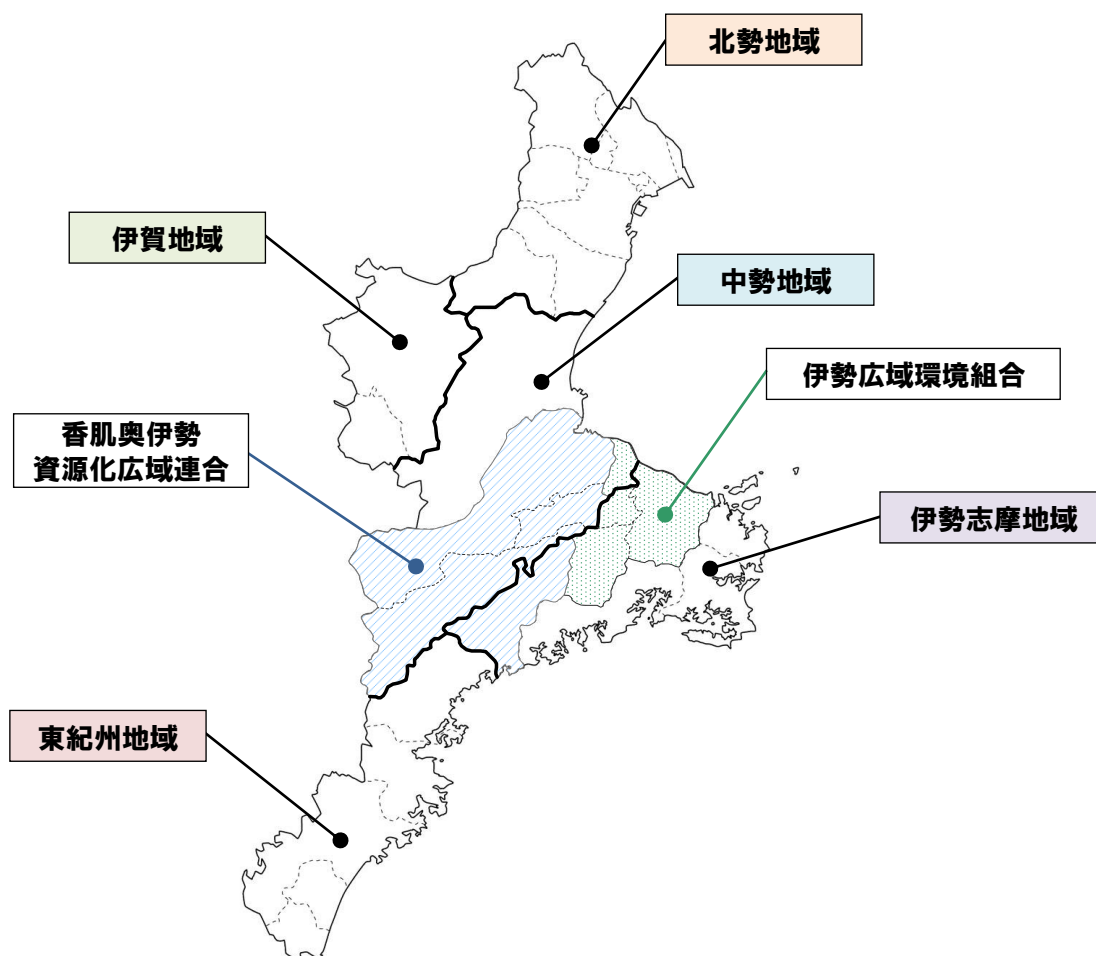 北勢地域
伊賀地域
中勢地域
伊勢広域環境組合
香肌奥伊勢
資源化広域連合
伊勢志摩地域
東紀州地域